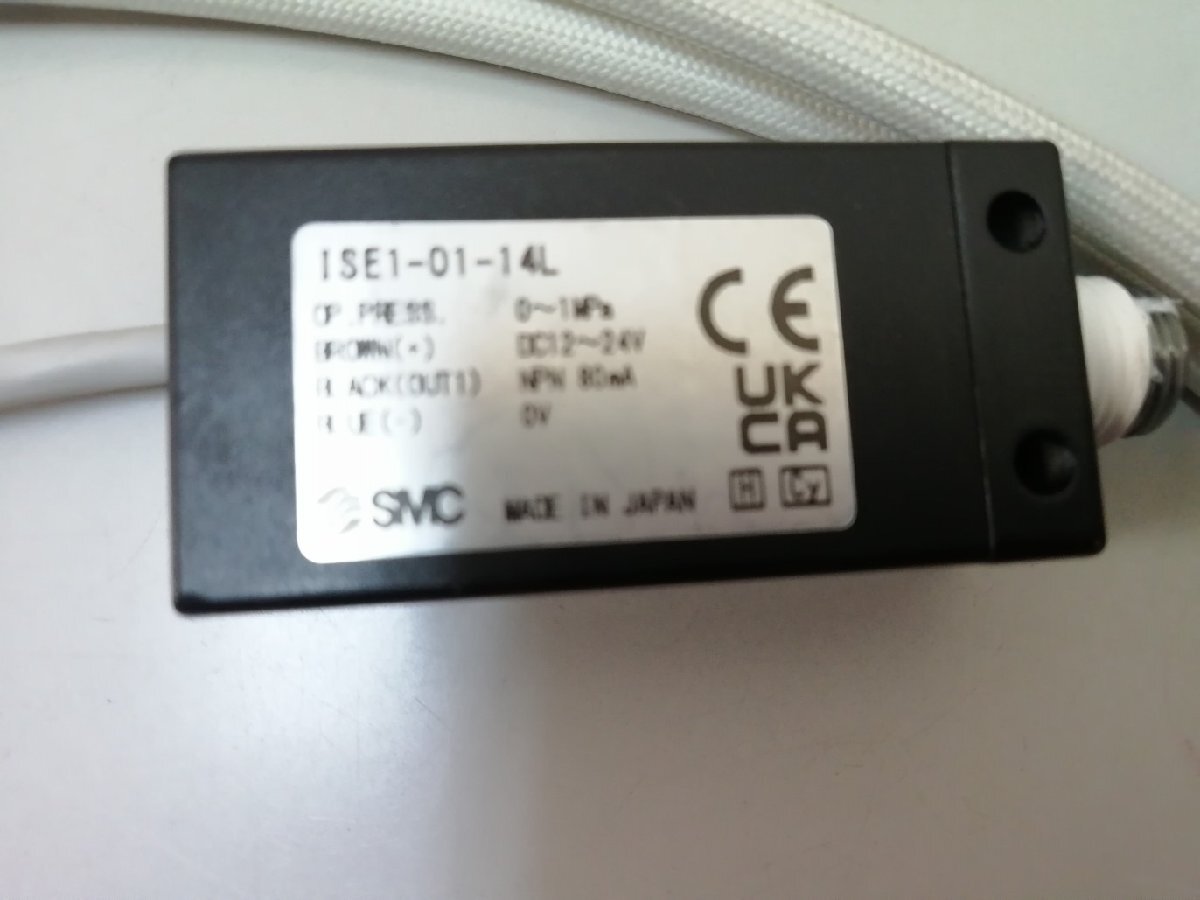 ISE1-01-14L
OP.PRESS. 0~1MPa
BROWN(+) DC12~24V
BLACK(OUT1) NPN 80mA
BLUE(-) 0V
CE
UK
CA
SMC MADE IN JAPAN H Ly